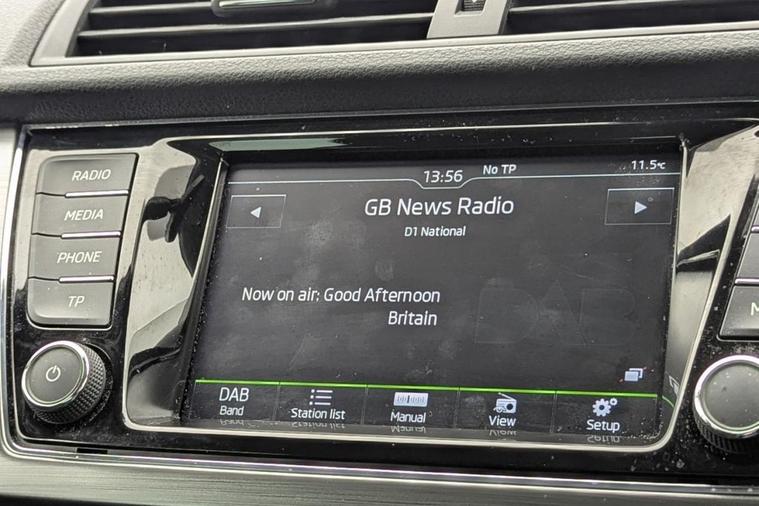 RADIO
MEDIA
PHONE
TP
13:56
No TP
11.5°C
GB News Radio
D1 National
Now on air: Good Afternoon
Britain
DAB
DAB
Band
Station list
Manual
View
Setup
M